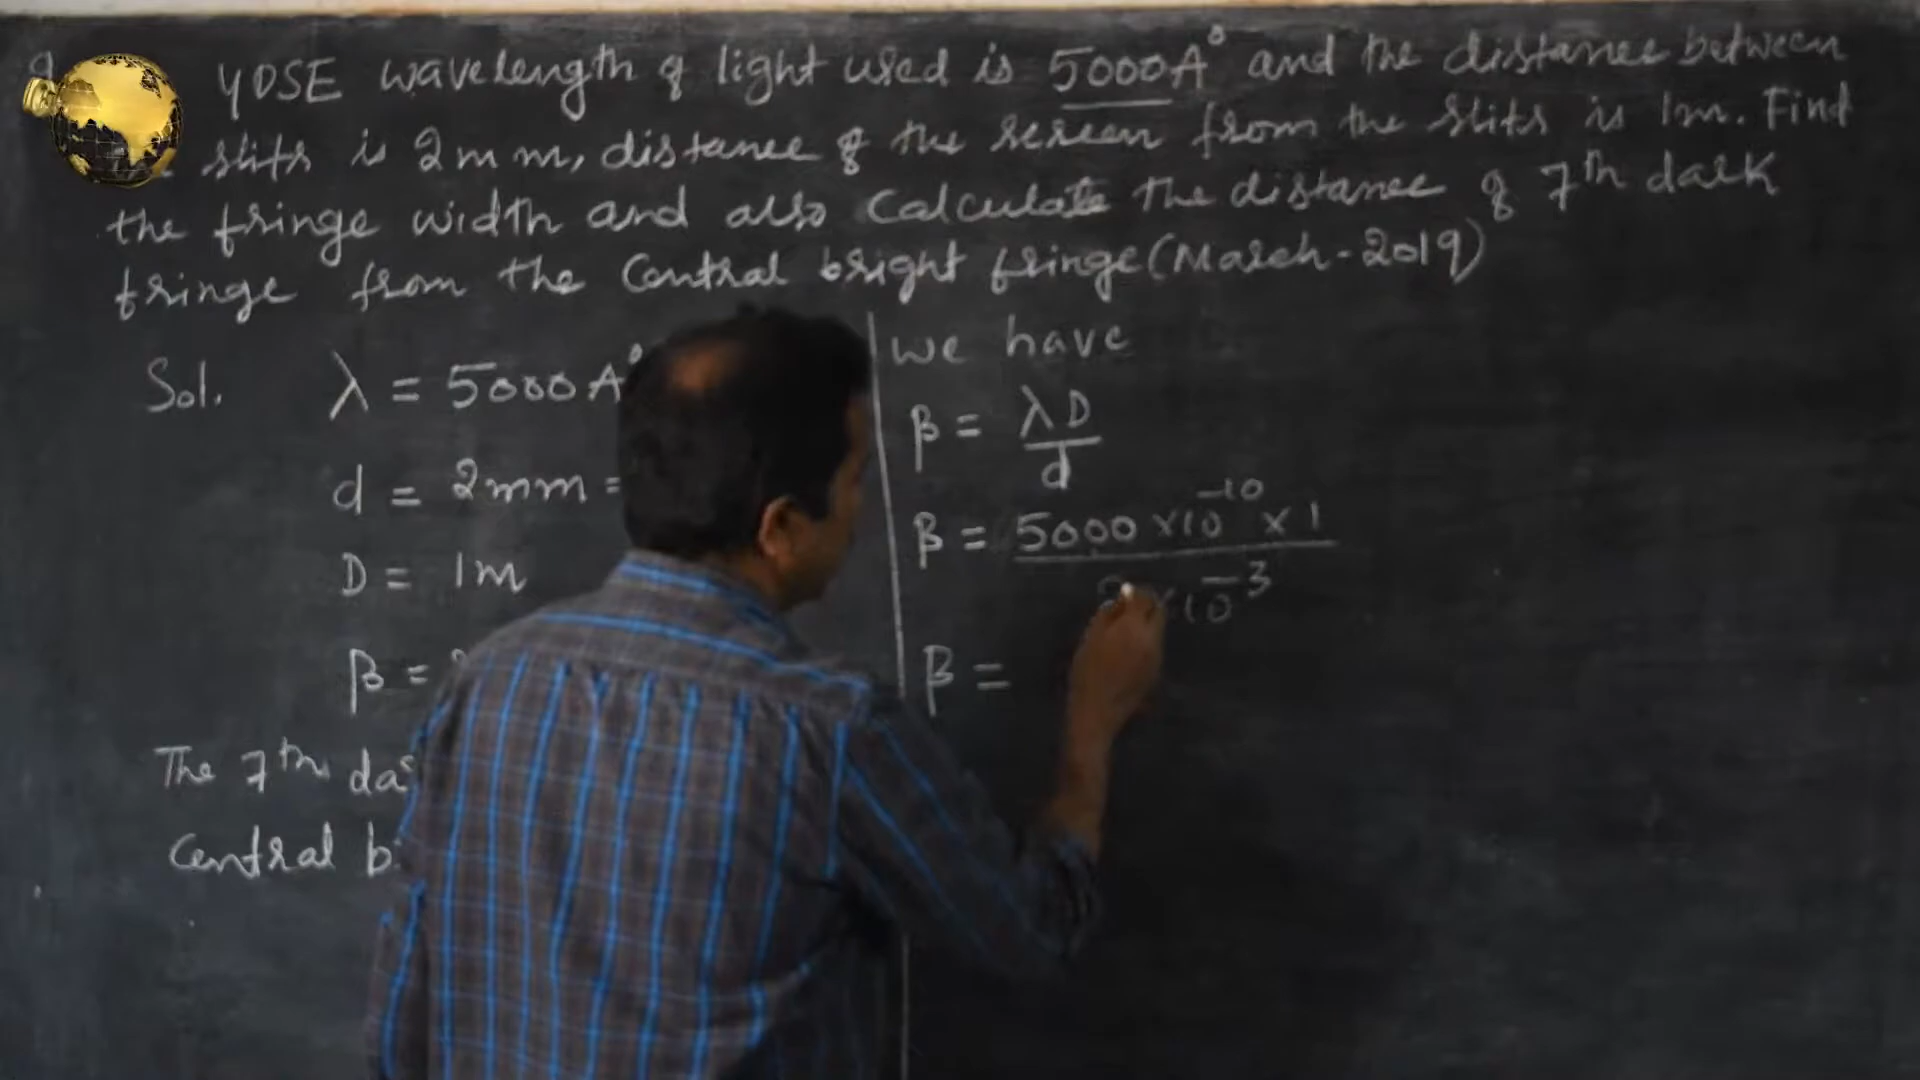 YDSE wavelength of light used is 5000A° and the distance between
slits is 2mm, distance of the screen from the slits is 1m. Find
the fringe width and also Calculate the distance of 7th dark
fringe from the Central bright fringe (March-2019)
Sol. λ = 5000A°
d = 2mm =
D = 1m
β =
The 7th da
Central b
we have
β = λD/d
β = 5000 ×10^-10 × 1 / 2×10^-3
β =